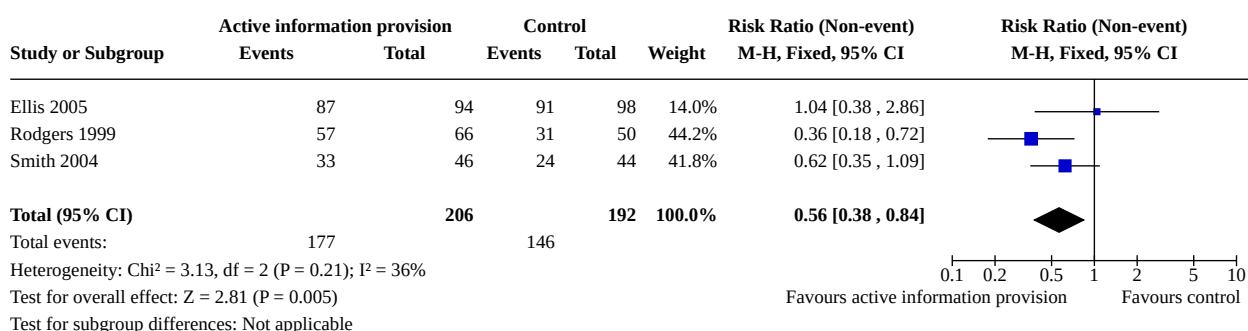 Active information provision Control Risk Ratio (Non-event) Risk Ratio (Non-event)
Study or Subgroup Events Total Events Total Weight M-H, Fixed, 95% CI M-H, Fixed, 95% CI
Ellis 2005 87 94 91 98 14.0% 1.04 [0.38 , 2.86]
Rodgers 1999 57 66 31 50 44.2% 0.36 [0.18 , 0.72]
Smith 2004 33 46 24 44 41.8% 0.62 [0.35 , 1.09]
Total (95% CI) 206 192 100.0% 0.56 [0.38 , 0.84]
Total events: 177 146
Heterogeneity: Chi² = 3.13, df = 2 (P = 0.21); I² = 36%
0.1 0.2 0.5 1 2 5 10
Test for overall effect: Z = 2.81 (P = 0.005) Favours active information provision Favours control
Test for subgroup differences: Not applicable